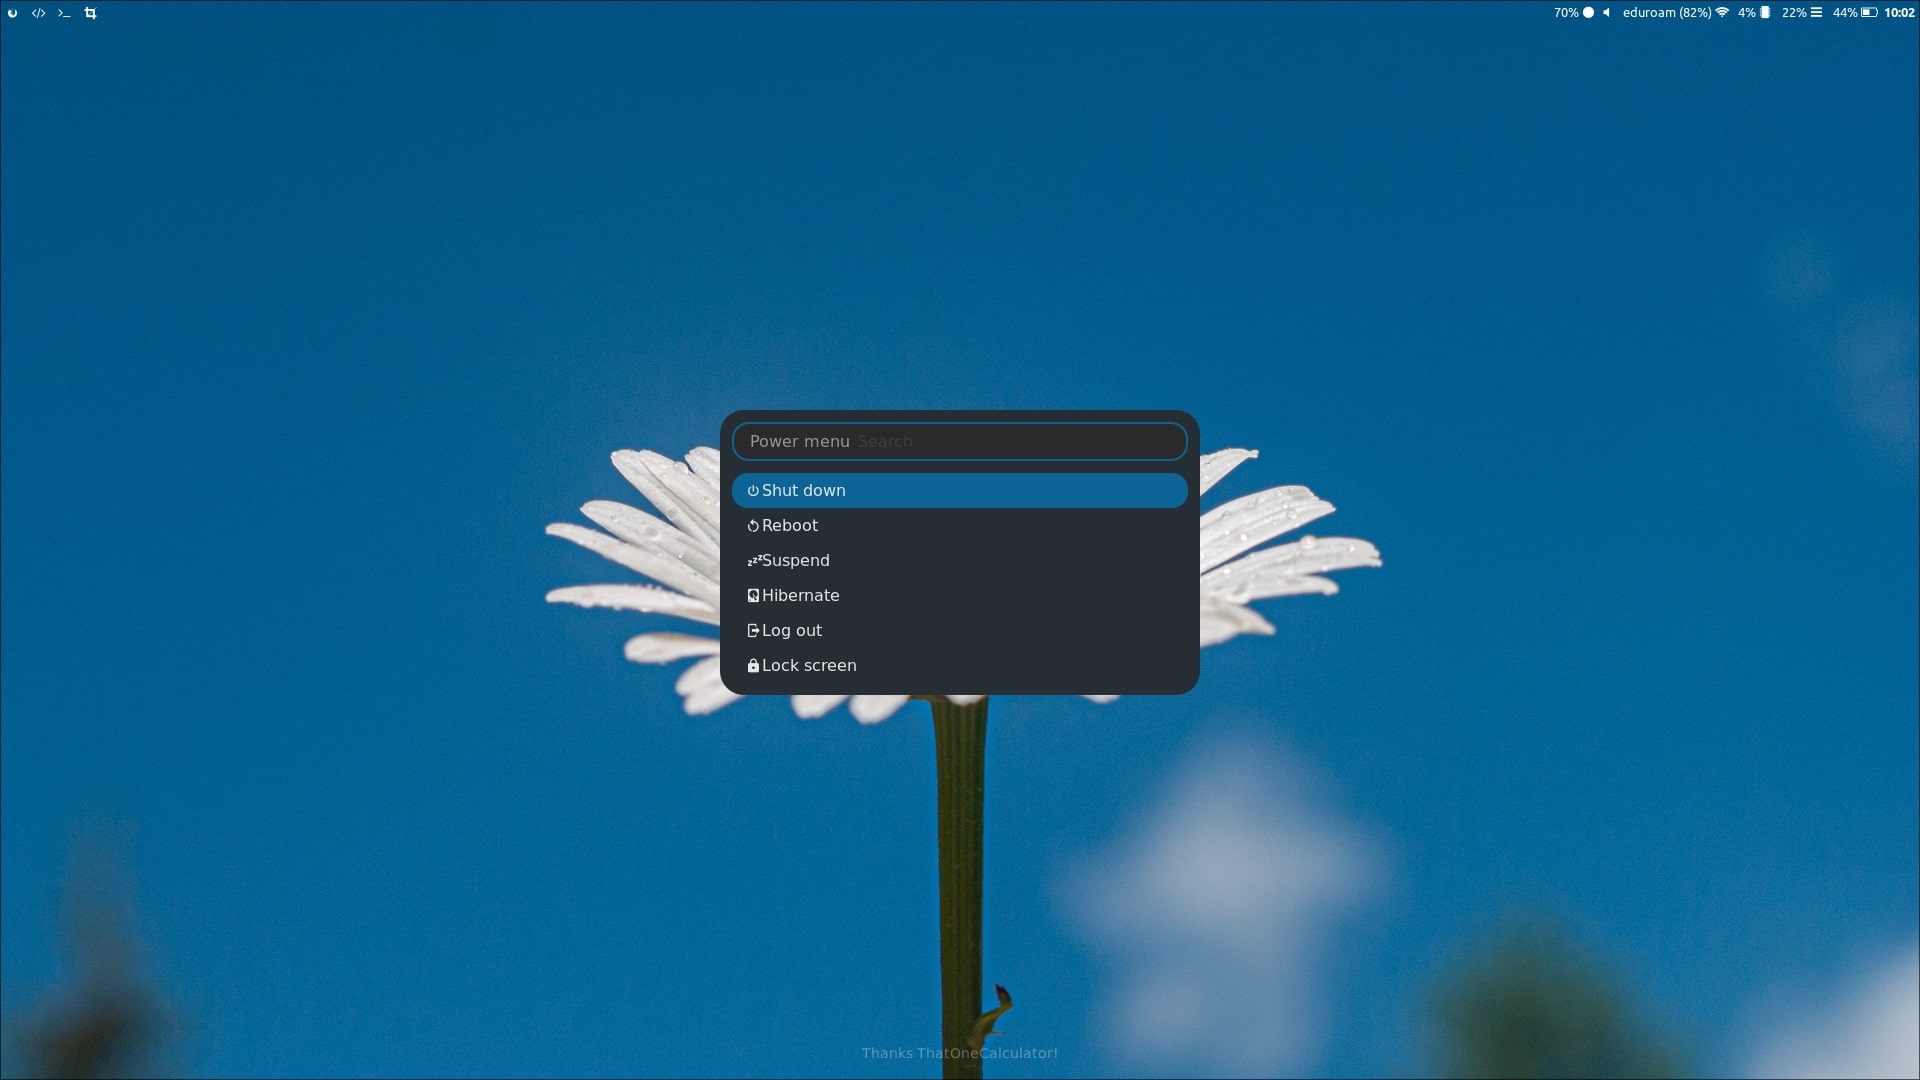 70% eduroam (82%) 4% 22% 44% 10:02
Power menu Search
Shut down
Reboot
Suspend
Hibernate
Log out
Lock screen
Thanks ThatOneCalculator!